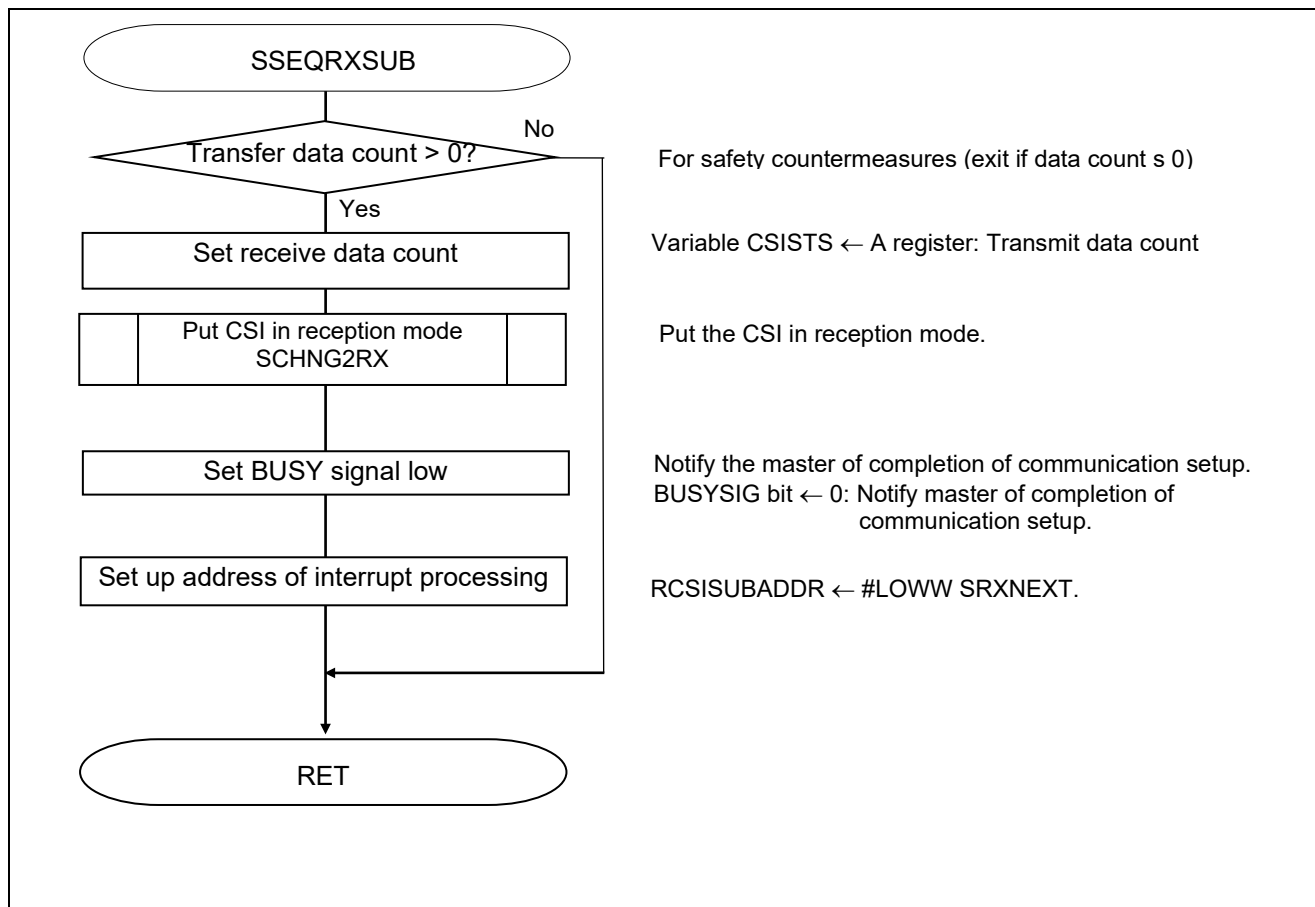 SSEQRXSUB
No
Transfer data count > 0?
For safety countermeasures (exit if data count s 0)
Yes
Set receive data count
Variable CSISTS ← A register: Transmit data count
Put CSI in reception mode
SCHNG2RX
Put the CSI in reception mode.
Set BUSY signal low
Notify the master of completion of communication setup.
BUSYSIG bit ← 0: Notify master of completion of
communication setup.
Set up address of interrupt processing
RCSISUBADDR ← #LOWW SRXNEXT.
RET